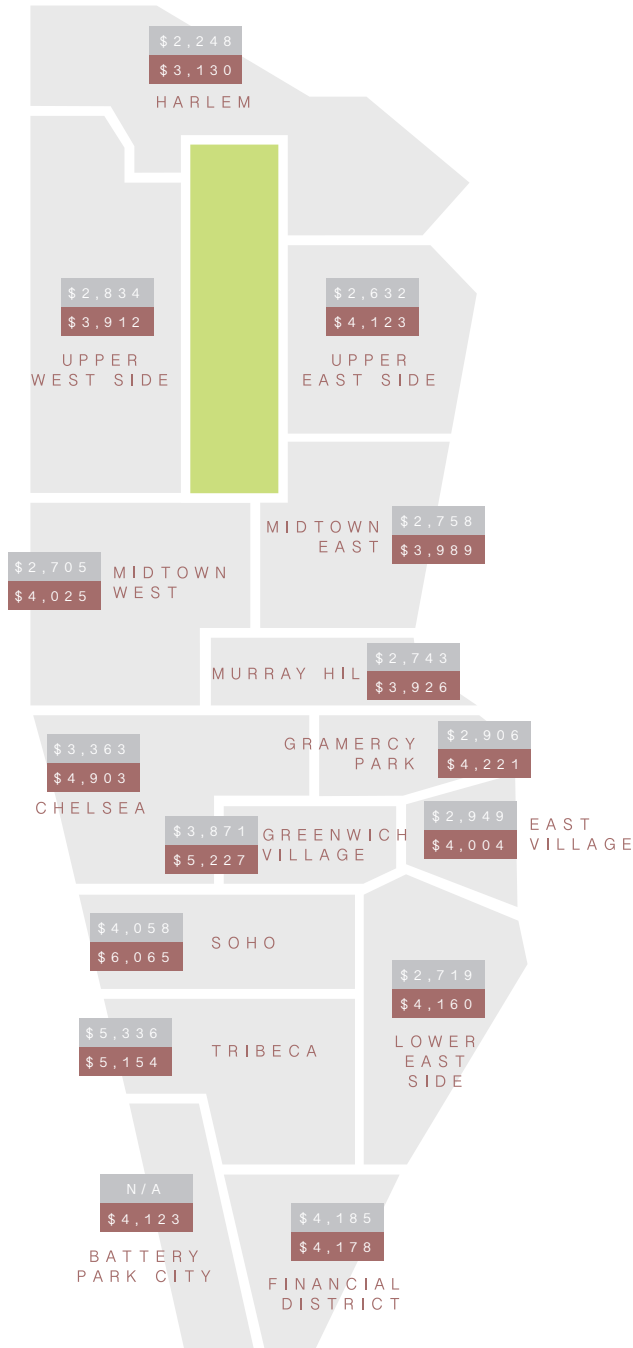 $2,248
$3,130
HARLEM
$2,834
$3,912
UPPER
WEST SIDE
$2,632
$4,123
UPPER
EAST SIDE
MIDTOWN
EAST
$2,758
$3,989
$2,705
$4,025
MIDTOWN
WEST
MURRAY HIL
$2,743
$3,926
$3,363
$4,903
CHELSEA
GRAMERCY
PARK
$2,906
$4,221
$3,871
$5,227
GREENWICH
VILLAGE
$2,949
$4,004
EAST
VILLAGE
$4,058
$6,065
SOHO
$2,719
$4,160
LOWER
EAST
SIDE
$5,336
$5,154
TRIBECA
N/A
$4,123
BATTERY
PARK CITY
$4,185
$4,178
FINANCIAL
DISTRICT